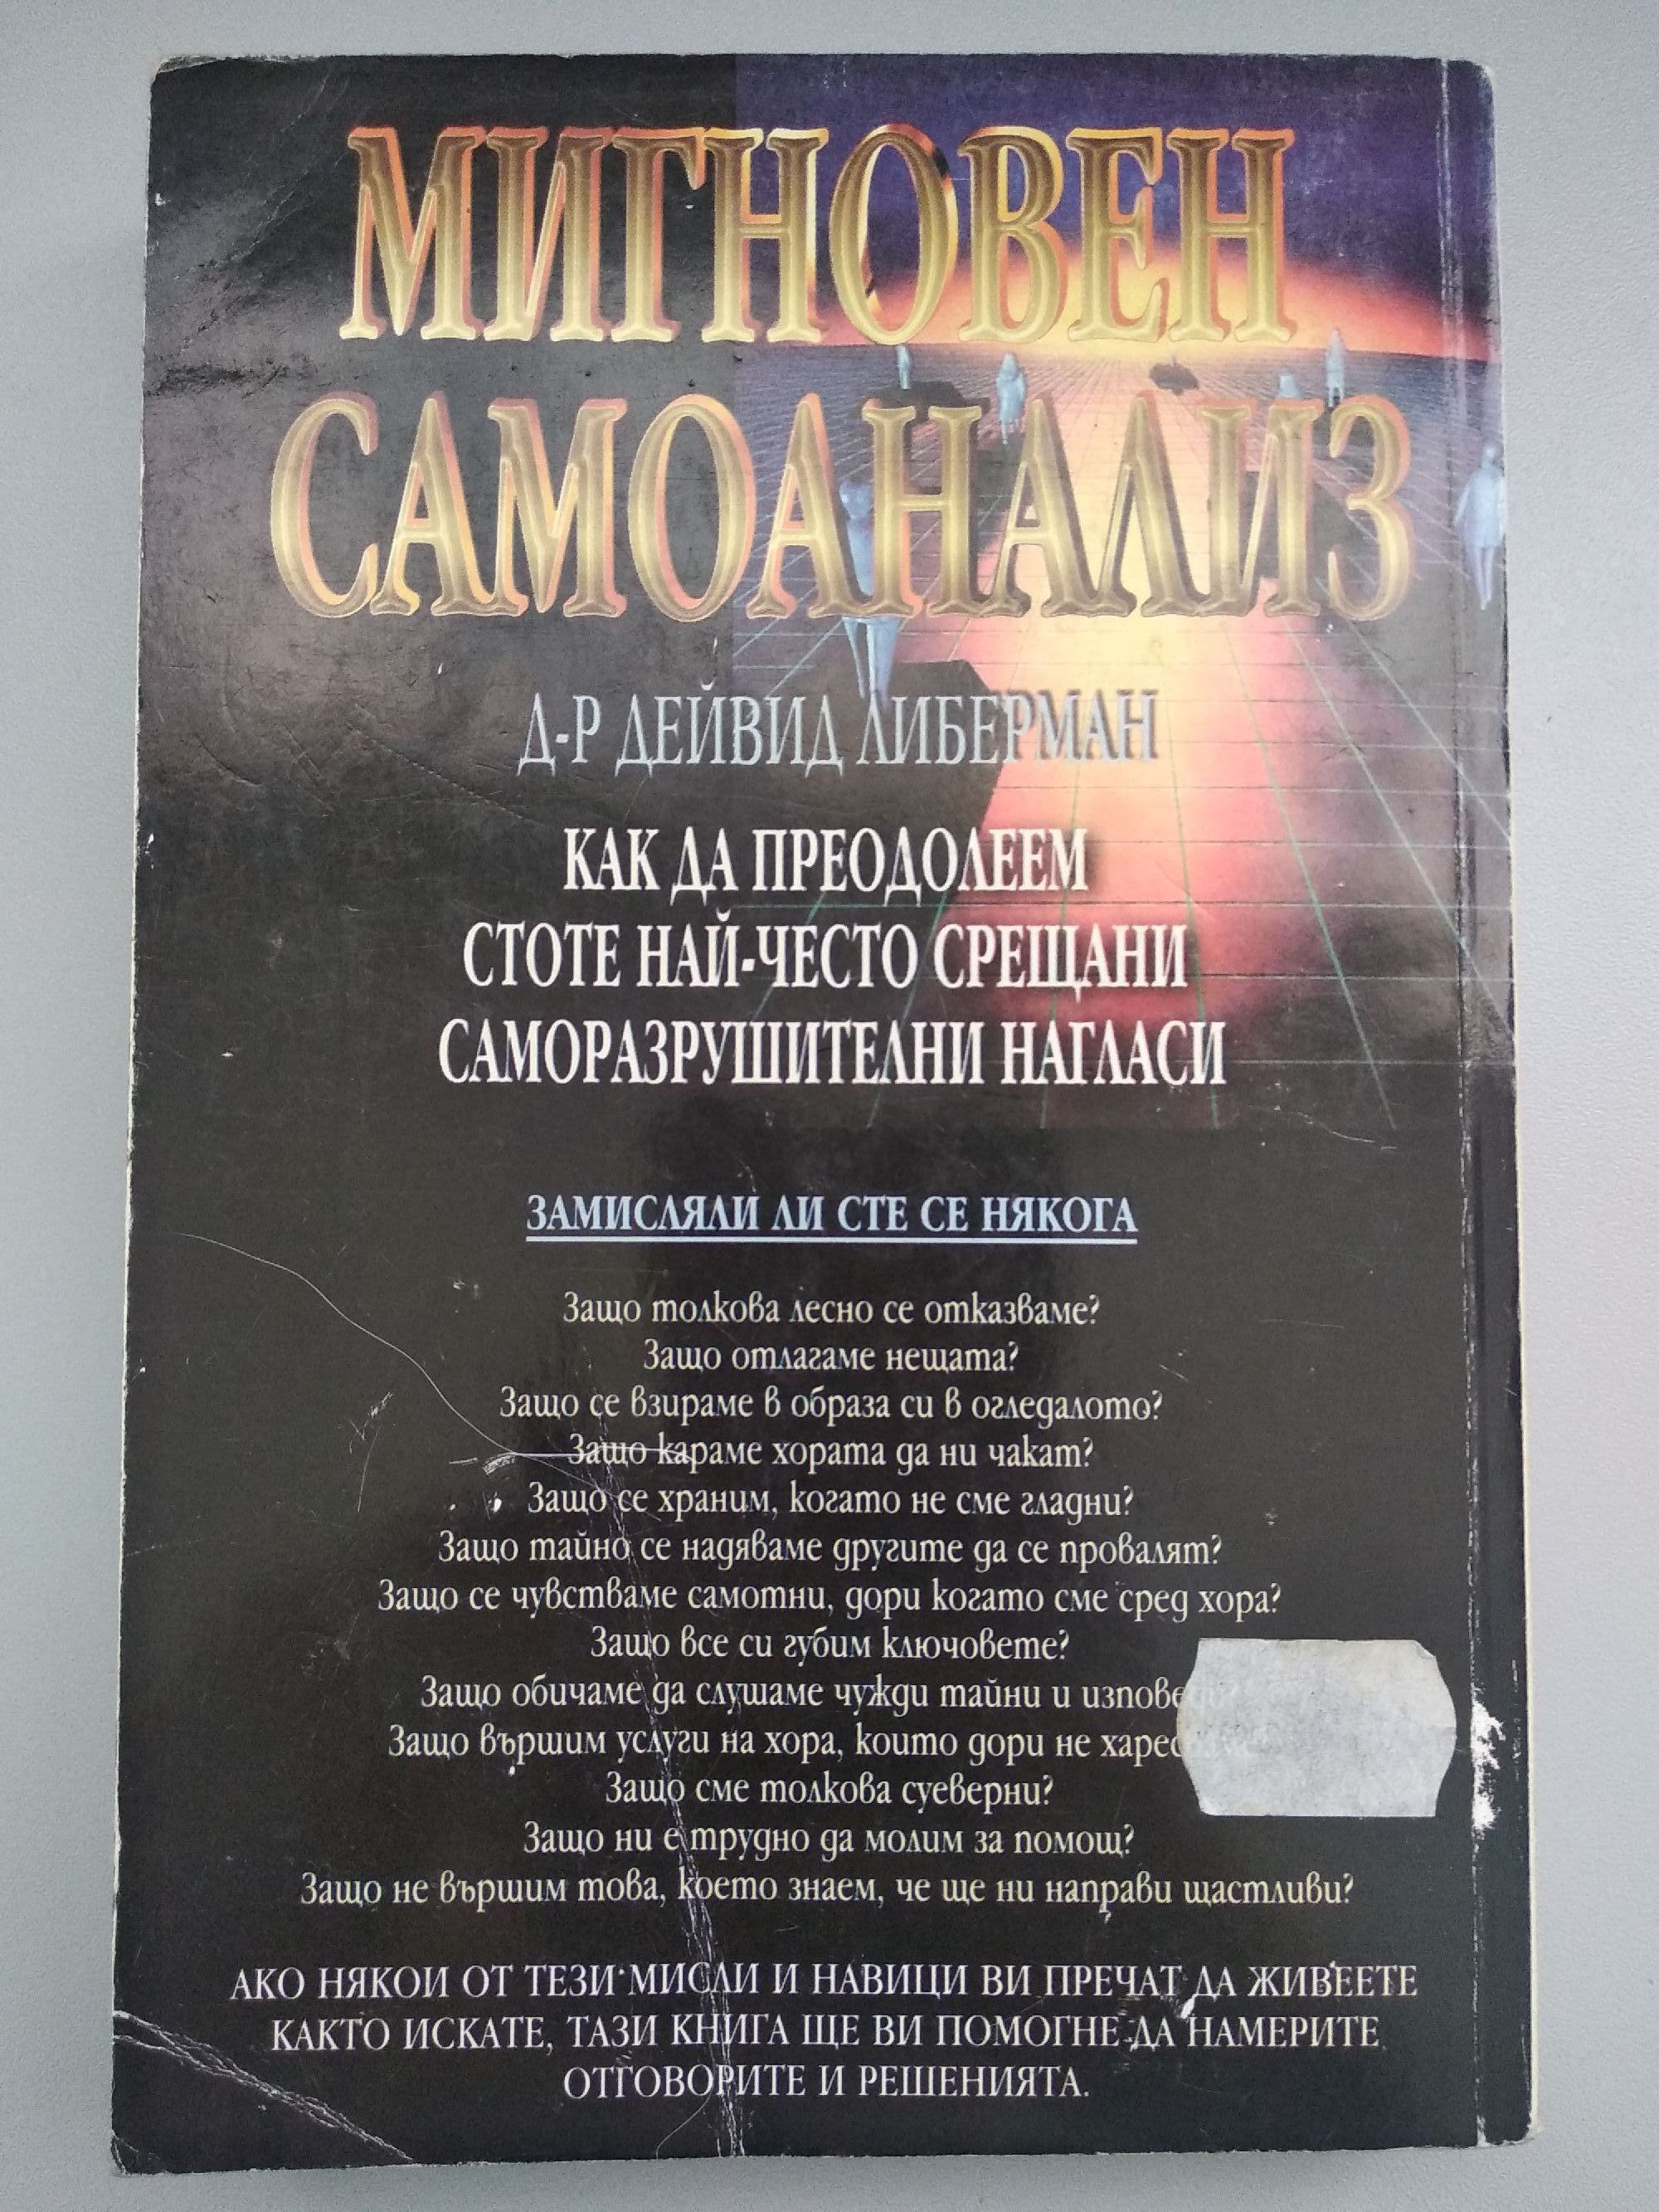 МИГНОВЕН
САМОАНАЛИЗ
Д-Р ДЕЙВИД ЛИБЕРМАН
КАК ДА ПРЕОДОЛЕЕМ
СТОТЕ НАЙ-ЧЕСТО СРЕЩАНИ
САМОРАЗРУШИТЕЛНИ НАГЛАСИ
ЗАМИСЛЯЛИ ЛИ СТЕ СЕ НЯКОГА
Защо толкова лесно се отказваме?
Защо отлагаме нещата?
Защо се взираме в образа си в огледалото?
Защо караме хората да ни чакат?
Защо се храним, когато не сме гладни?
Защо тайно се надяваме другите да се провалят?
Защо се чувстваме самотни, дори когато сме сред хора?
Защо все си губим ключовете?
Защо обичаме да слушаме чужди тайни и
Защо вършим услуги на хора, които дори не
Защо сме толкова суеверни?
Защо ни е трудно да молим за помощ?
Защо не вършим това, което знаем, че ще ни направи щастливи?
АКО НЯКОИ ОТ ТЕЗИ МИСЛИ И НАВИЦИ ВИ ПРЕЧАТ ДА ЖИВЕЕТЕ
КАКТО ИСКАТЕ, ТАЗИ КНИГА ЩЕ ВИ ПОМОГНЕ ДА НАМЕРИТЕ
ОТГОВОРИТЕ И РЕШЕНИЯТА.